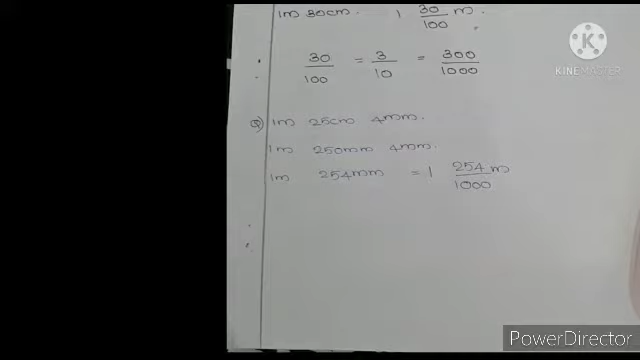 1m 30cm. 1 30/100 m.
30/100 = 3/10 = 300/1000
Q) 1m 25cm 4mm.
1m 250mm 4mm.
1m 254mm = 1 254/1000 m
KINEMASTER
PowerDirector